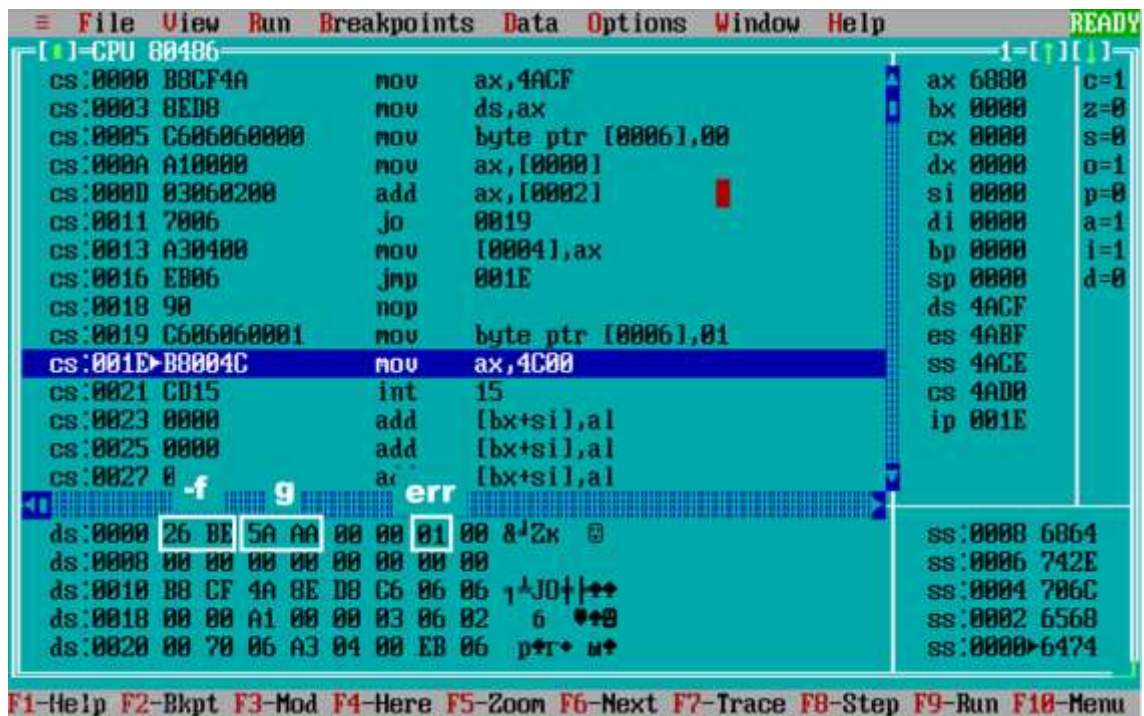 ≡ File View Run Breakpoints Data Options Window Help READY
[▮]=CPU 80486 1=[↑][↓]
cs:0000 B8CF4A mov ax,4ACF
cs:0003 8ED8 mov ds,ax
cs:0005 C606060000 mov byte ptr [0006],00
cs:000A A10000 mov ax,[0000]
cs:000D 03060200 add ax,[0002]
cs:0011 7006 jo 0019
cs:0013 A30400 mov [0004],ax
cs:0016 EB06 jmp 001E
cs:0018 90 nop
cs:0019 C606060001 mov byte ptr [0006],01
cs:001E►B8004C mov ax,4C00
cs:0021 CD15 int 15
cs:0023 0000 add [bx+si],al
cs:0025 0000 add [bx+si],al
cs:0027 [bx+si],al
ax 6880 c=1
bx 0000 z=0
cx 0000 s=0
dx 0000 o=1
si 0000 p=0
di 0000 a=1
bp 0000 i=1
sp 0000 d=0
ds 4ACF
es 4ABF
ss 4ACE
cs 4AD0
ip 001E
-f g err
ds:0000 26 BE 5A AA 00 00 01 00 &╛Zк ☺
ds:0008 00 00 00 00 00 00 00 00
ds:0010 B8 CF 4A 8E D8 C6 06 06 ╕╧JО╪╞♠♠
ds:0018 00 00 A1 00 00 03 06 02 б ♥♠☻
ds:0020 00 70 06 A3 04 00 EB 06 p♠г♦ ы♠
ss:0008 6864
ss:0006 742E
ss:0004 706C
ss:0002 6568
ss:0000►6474
F1-Help F2-Bkpt F3-Mod F4-Here F5-Zoom F6-Next F7-Trace F8-Step F9-Run F10-Menu